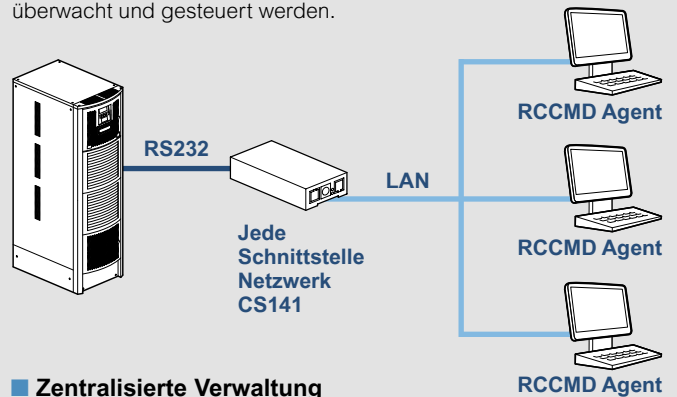 überwacht und gesteuert werden.
RS232
LAN
Jede
Schnittstelle
Netzwerk
CS141
RCCMD Agent
RCCMD Agent
RCCMD Agent
Zentralisierte Verwaltung